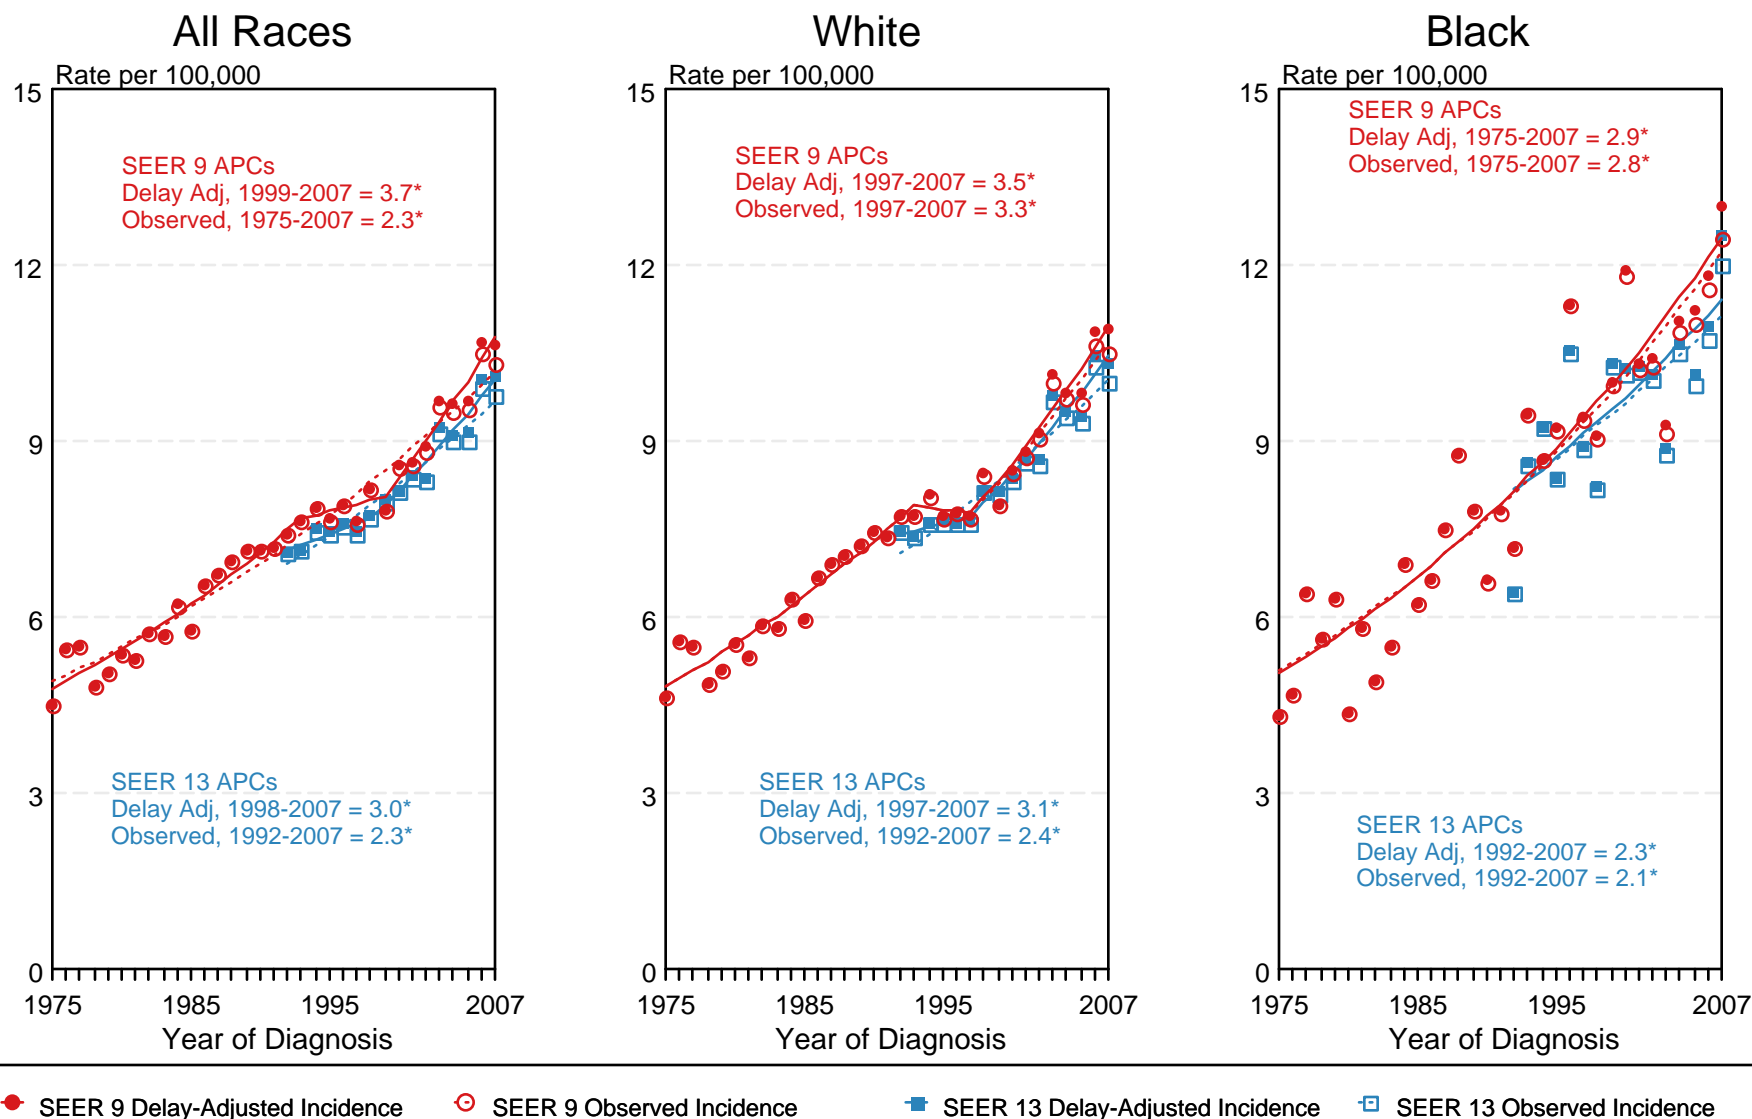 All Races
White
Black
Rate per 100,000
Rate per 100,000
Rate per 100,000
15
12
9
6
3
0
SEER 9 APCs
Delay Adj, 1999-2007 = 3.7*
Observed, 1975-2007 = 2.3*
SEER 13 APCs
Delay Adj, 1998-2007 = 3.0*
Observed, 1992-2007 = 2.3*
1975
1985
1995
2007
Year of Diagnosis
15
12
9
6
3
0
SEER 9 APCs
Delay Adj, 1997-2007 = 3.5*
Observed, 1997-2007 = 3.3*
SEER 13 APCs
Delay Adj, 1997-2007 = 3.1*
Observed, 1992-2007 = 2.4*
1975
1985
1995
2007
Year of Diagnosis
15
12
9
6
3
0
SEER 9 APCs
Delay Adj, 1975-2007 = 2.9*
Observed, 1975-2007 = 2.8*
SEER 13 APCs
Delay Adj, 1992-2007 = 2.3*
Observed, 1992-2007 = 2.1*
1975
1985
1995
2007
Year of Diagnosis
SEER 9 Delay-Adjusted Incidence
SEER 9 Observed Incidence
SEER 13 Delay-Adjusted Incidence
SEER 13 Observed Incidence